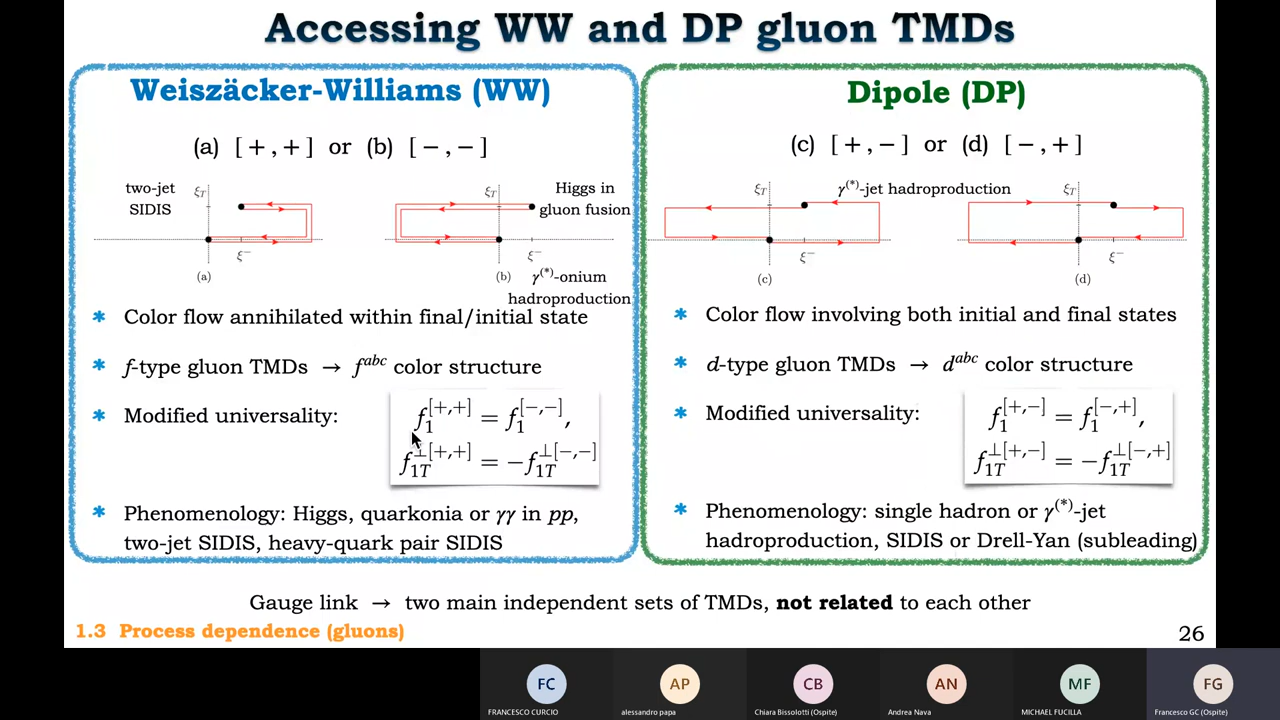 Accessing WW and DP gluon TMDs
Weiszäcker-Williams (WW)
(a) [ + , + ] or (b) [ − , − ]
two-jet
SIDIS
ξT
ξ−
(a)
ξT
ξ−
(b)
Higgs in
gluon fusion
γ(*)-onium
hadroproduction
* Color flow annihilated within final/initial state
* f-type gluon TMDs → fabc color structure
* Modified universality:
f1[+,+] = f1[−,−],
f1T⊥[+,+] = −f1T⊥[−,−]
* Phenomenology: Higgs, quarkonia or γγ in pp,
two-jet SIDIS, heavy-quark pair SIDIS
Dipole (DP)
(c) [ + , − ] or (d) [ − , + ]
γ(*)-jet hadroproduction
ξT
ξ−
(c)
ξT
ξ−
(d)
* Color flow involving both initial and final states
* d-type gluon TMDs → dabc color structure
* Modified universality:
f1[+,−] = f1[−,+],
f1T⊥[+,−] = −f1T⊥[−,+]
* Phenomenology: single hadron or γ(*)-jet
hadroproduction, SIDIS or Drell-Yan (subleading)
Gauge link → two main independent sets of TMDs, not related to each other
1.3 Process dependence (gluons)
26
FC
FRANCESCO CURCIO
AP
alessandro papa
CB
Chiara Bissolotti (Ospite)
AN
Andrea Nava
MF
MICHAEL FUCILLA
FG
Francesco GC (Ospite)